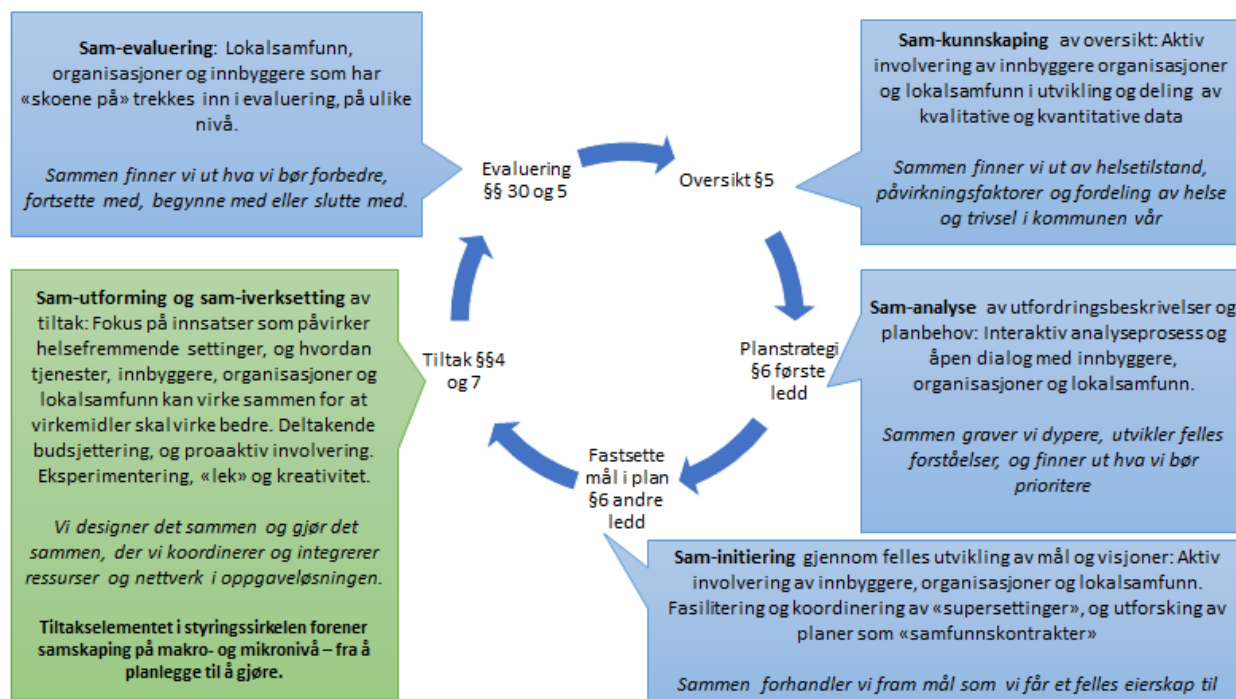 Sam-evaluering: Lokalsamfunn,
organisasjoner og innbyggere som har
«skoene på» trekkes inn i evaluering, på ulike
nivå.
Sammen finner vi ut hva vi bør forbedre,
fortsette med, begynne med eller slutte med.
Sam-kunnskaping av oversikt: Aktiv
involvering av innbyggere organisasjoner
og lokalsamfunn i utvikling og deling av
kvalitative og kvantitative data
Sammen finner vi ut av helsetilstand,
påvirkningsfaktorer og fordeling av helse
og trivsel i kommunen vår
Evaluering
§§ 30 og 5
Oversikt §5
Sam-utforming og sam-iverksetting av
tiltak: Fokus på innsatser som påvirker
helsefremmende settinger, og hvordan
tjenester, innbyggere, organisasjoner og
lokalsamfunn kan virke sammen for at
virkemidler skal virke bedre. Deltakende
budsjettering, og proaaktiv involvering.
Eksperimentering, «lek» og kreativitet.
Vi designer det sammen og gjør det
sammen, der vi koordinerer og integrerer
ressurser og nettverk i oppgaveløsningen.
Tiltakselementet i styringssirkelen forener
samskaping på makro- og mikronivå – fra å
planlegge til å gjøre.
Tiltak §§4
og 7
Planstrategi
§6 første
ledd
Sam-analyse av utfordringsbeskrivelser og
planbehov: Interaktiv analyseprosess og
åpen dialog med innbyggere,
organisasjoner og lokalsamfunn.
Sammen graver vi dypere, utvikler felles
forståelser, og finner ut hva vi bør
prioritere
Fastsette
mål i plan
§6 andre
ledd
Sam-initiering gjennom felles utvikling av mål og visjoner: Aktiv
involvering av innbyggere, organisasjoner og lokalsamfunn.
Fasilitering og koordinering av «supersettinger», og utforsking av
planer som «samfunnskontrakter»
Sammen forhandler vi fram mål som vi får et felles eierskap til